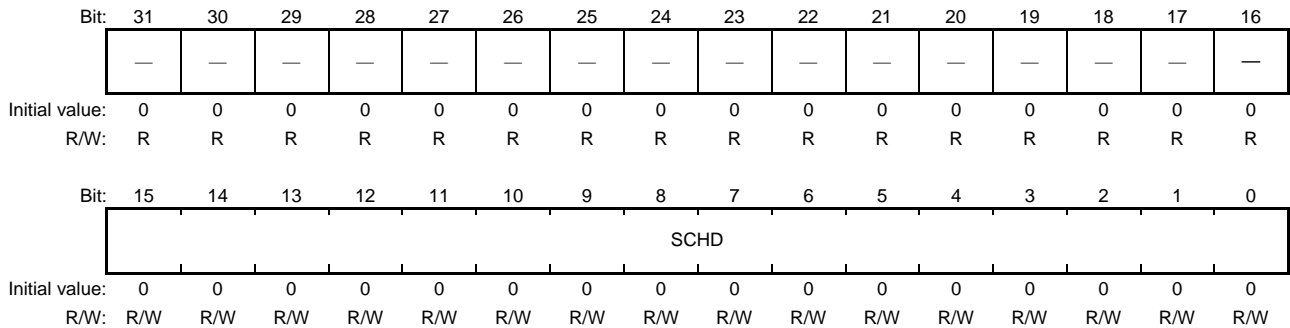 Bit: 31 30 29 28 27 26 25 24 23 22 21 20 19 18 17 16
— — — — — — — — — — — — — — — —
Initial value: 0 0 0 0 0 0 0 0 0 0 0 0 0 0 0 0
R/W: R R R R R R R R R R R R R R R R
Bit: 15 14 13 12 11 10 9 8 7 6 5 4 3 2 1 0
SCHD
Initial value: 0 0 0 0 0 0 0 0 0 0 0 0 0 0 0 0
R/W: R/W R/W R/W R/W R/W R/W R/W R/W R/W R/W R/W R/W R/W R/W R/W R/W